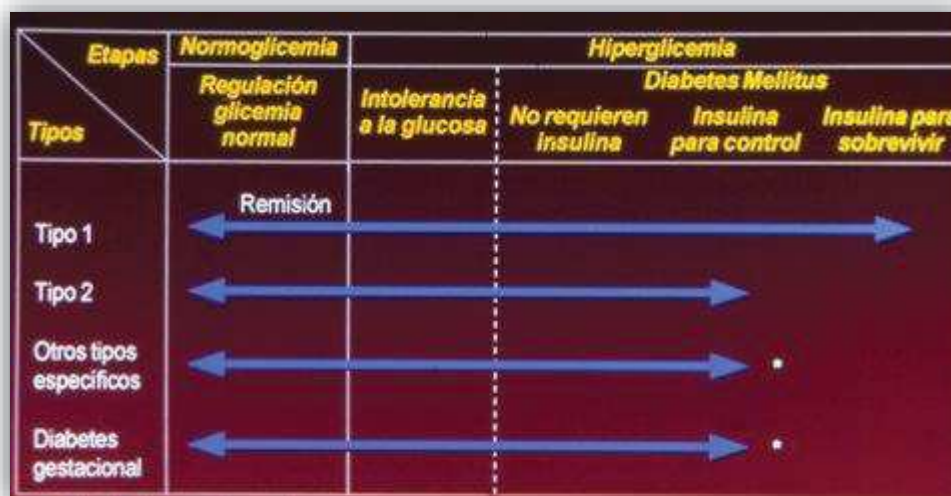 Etapas
Tipos
Normoglicemia
Hiperglicemia
Regulación
glicemia
normal
Intolerancia
a la glucosa
Diabetes Mellitus
No requieren
insulina
Insulina
para control
Insulina para
sobrevivir
Remisión
Tipo 1
Tipo 2
Otros tipos
específicos
*
Diabetes
gestacional
*